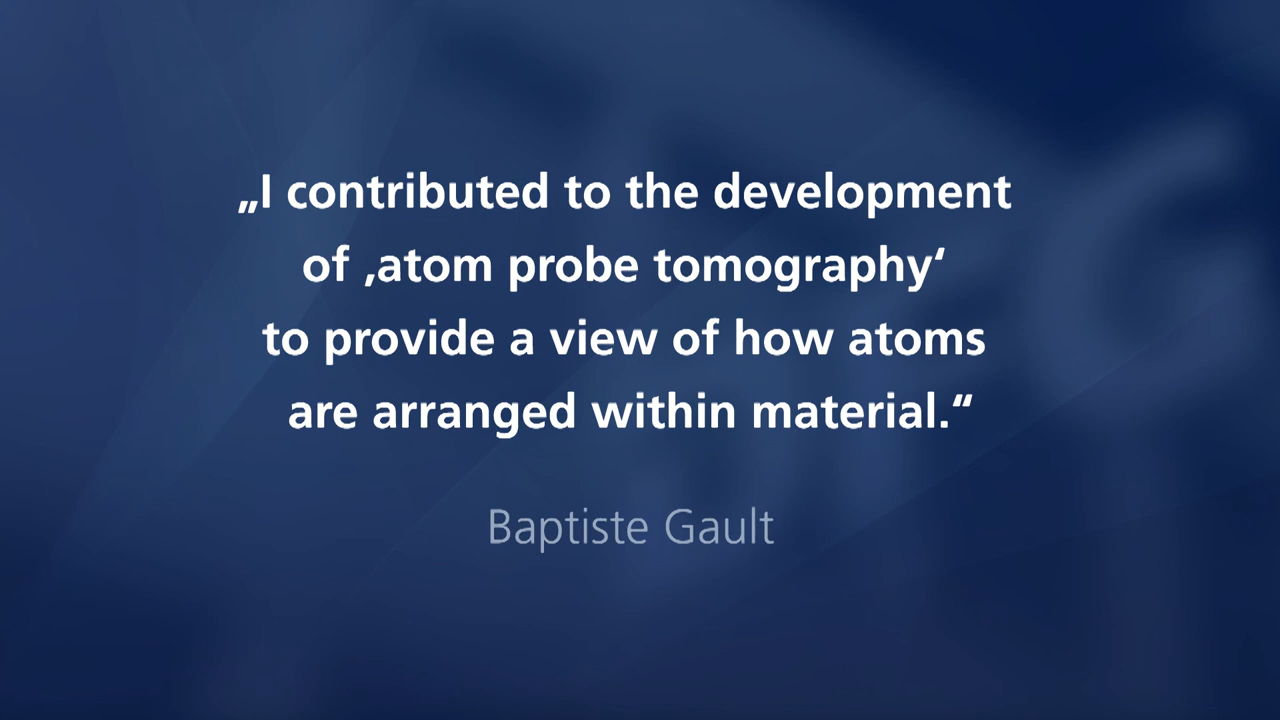 „I contributed to the development
of ‚atom probe tomography‘
to provide a view of how atoms
are arranged within material.“
Baptiste Gault